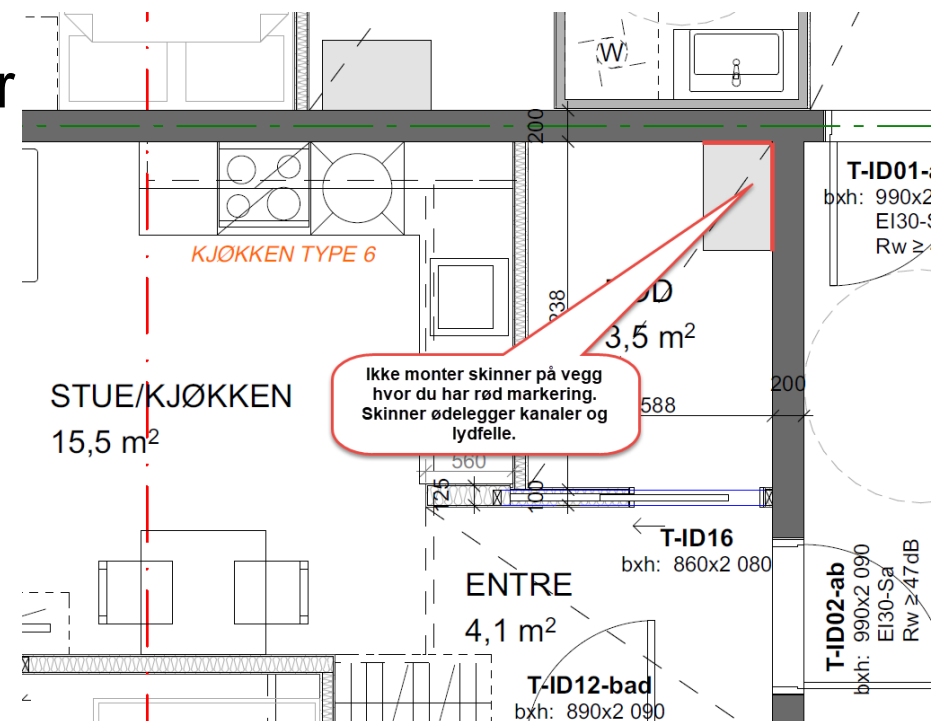 r
W
200
T-ID01-a
bxh: 990x2
EI30-S
Rw ≥
KJØKKEN TYPE 6
3,5 m²
Ikke monter skinner på vegg
hvor du har rød markering.
Skinner ødelegger kanaler og
lydfelle.
STUE/KJØKKEN
15,5 m²
200
588
560
125
100
T-ID16
bxh: 860x2 080
ENTRE
4,1 m²
T-ID02-ab
bxh: 990x2 090
EI30-Sa
Rw ≥ 47dB
T-ID12-bad
bxh: 890x2 090